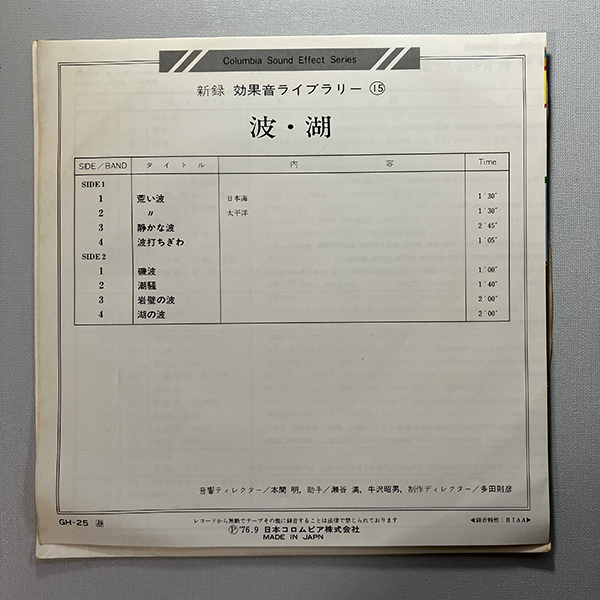 Columbia Sound Effect Series
新録 効果音ライブラリー ⑮
波・湖
SIDE/BAND タイトル 内容 Time
SIDE 1
1 荒い波 日本海 1′30″
2 〃 太平洋 1′30″
3 静かな波 2′45″
4 波打ちぎわ 1′05″
SIDE 2
1 磯波 1′00″
2 潮騒 1′40″
3 岩壁の波 2′00″
4 湖の波 2′00″
音響ディレクター/本間 明, 助手/瀬谷 満, 牛沢昭男, 制作ディレクター/多田則彦
GH-25
レコードから無断でテープその他に録音することは法律で禁じられております
◀録音特性：RIAA▶
Ⓟ'76.9 日本コロムビア株式会社
MADE IN JAPN